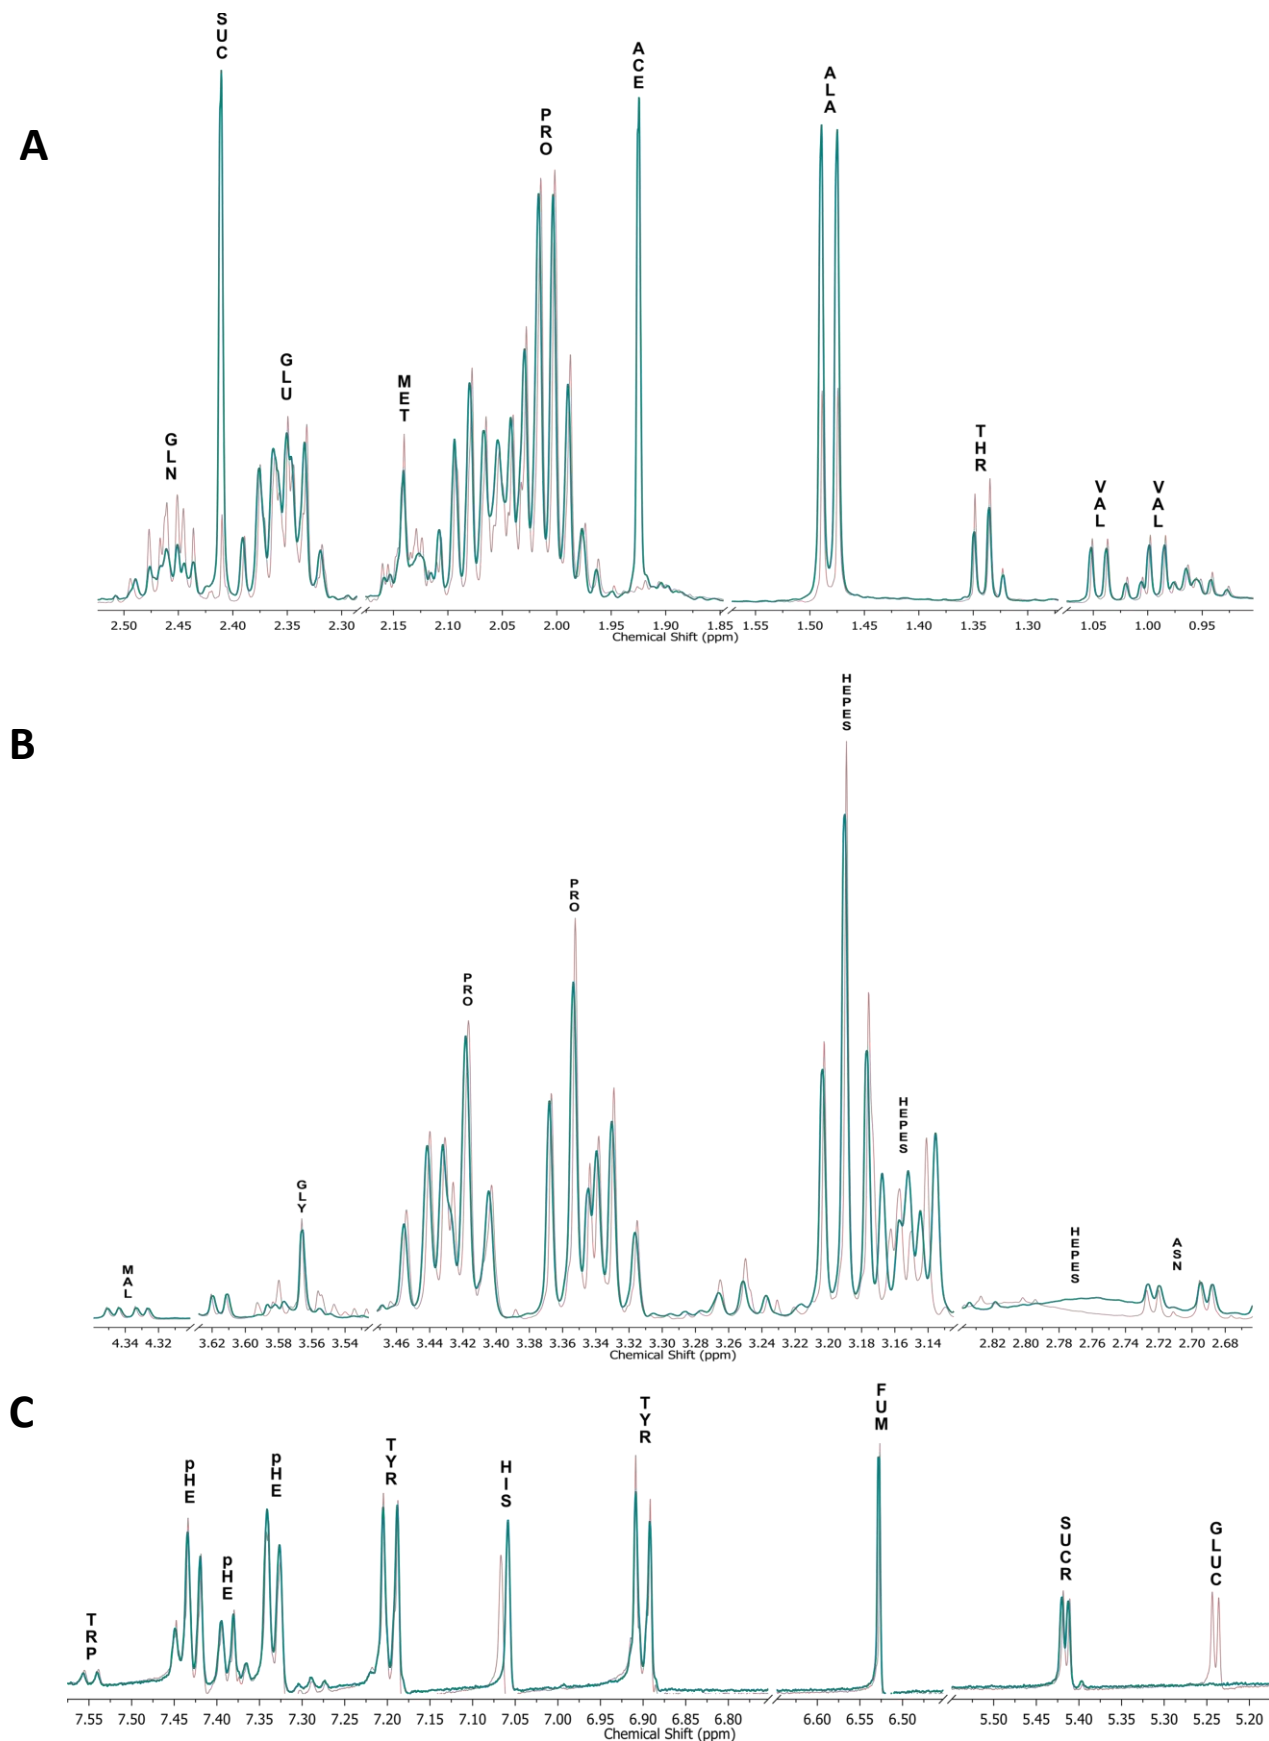 A
SUC
GLN
GLU
MET
PRO
ACE
ALA
THR
VAL
VAL
2.50 2.45 2.40 2.35 2.30 2.15 2.10 2.05 2.00 1.95 1.90 1.85 1.55 1.50 1.45 1.40 1.35 1.30 1.05 1.00 0.95
Chemical Shift (ppm)
B
MAL
GLY
PRO
PRO
HEPES
HEPES
HEPES
ASN
4.34 4.32 3.62 3.60 3.58 3.56 3.54 3.46 3.44 3.42 3.40 3.38 3.36 3.34 3.32 3.30 3.28 3.26 3.24 3.22 3.20 3.18 3.16 3.14 2.82 2.80 2.78 2.76 2.74 2.72 2.70 2.68
Chemical Shift (ppm)
C
TRP
pHE
pHE
pHE
TYR
HIS
TYR
FUM
SUCR
GLUC
7.55 7.50 7.45 7.40 7.35 7.30 7.25 7.20 7.15 7.10 7.05 7.00 6.95 6.90 6.85 6.80 6.60 6.55 6.50 5.50 5.45 5.40 5.35 5.30 5.25 5.20
Chemical Shift (ppm)